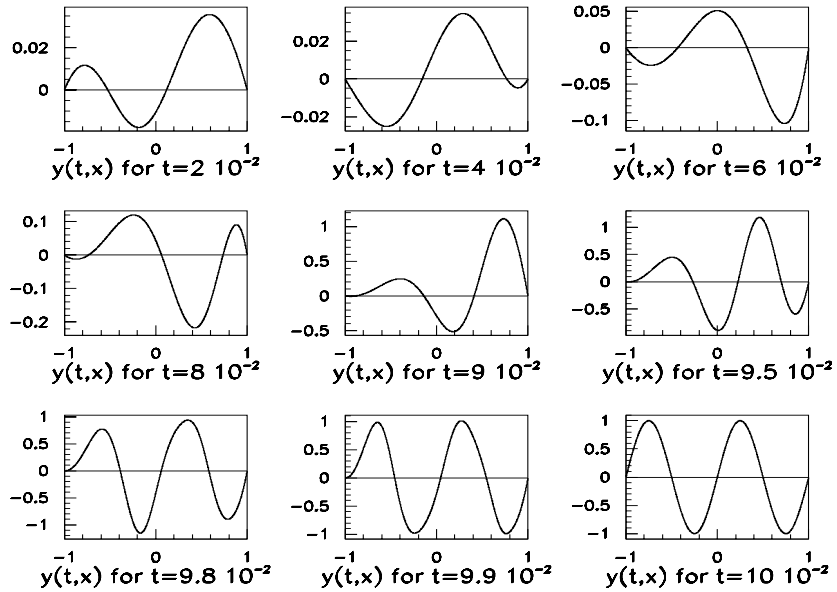 0.02
0
-1 0 1
y(t,x) for t=2 10⁻²
0.02
0
-0.02
-1 0 1
y(t,x) for t=4 10⁻²
0.05
0
-0.05
-0.1
-1 0 1
y(t,x) for t=6 10⁻²
0.1
0
-0.1
-0.2
-1 0 1
y(t,x) for t=8 10⁻²
1
0.5
0
-0.5
-1 0 1
y(t,x) for t=9 10⁻²
1
0.5
0
-0.5
-1 0 1
y(t,x) for t=9.5 10⁻²
1
0.5
0
-0.5
-1
-1 0 1
y(t,x) for t=9.8 10⁻²
1
0.5
0
-0.5
-1
-1 0 1
y(t,x) for t=9.9 10⁻²
1
0.5
0
-0.5
-1
-1 0 1
y(t,x) for t=10 10⁻²